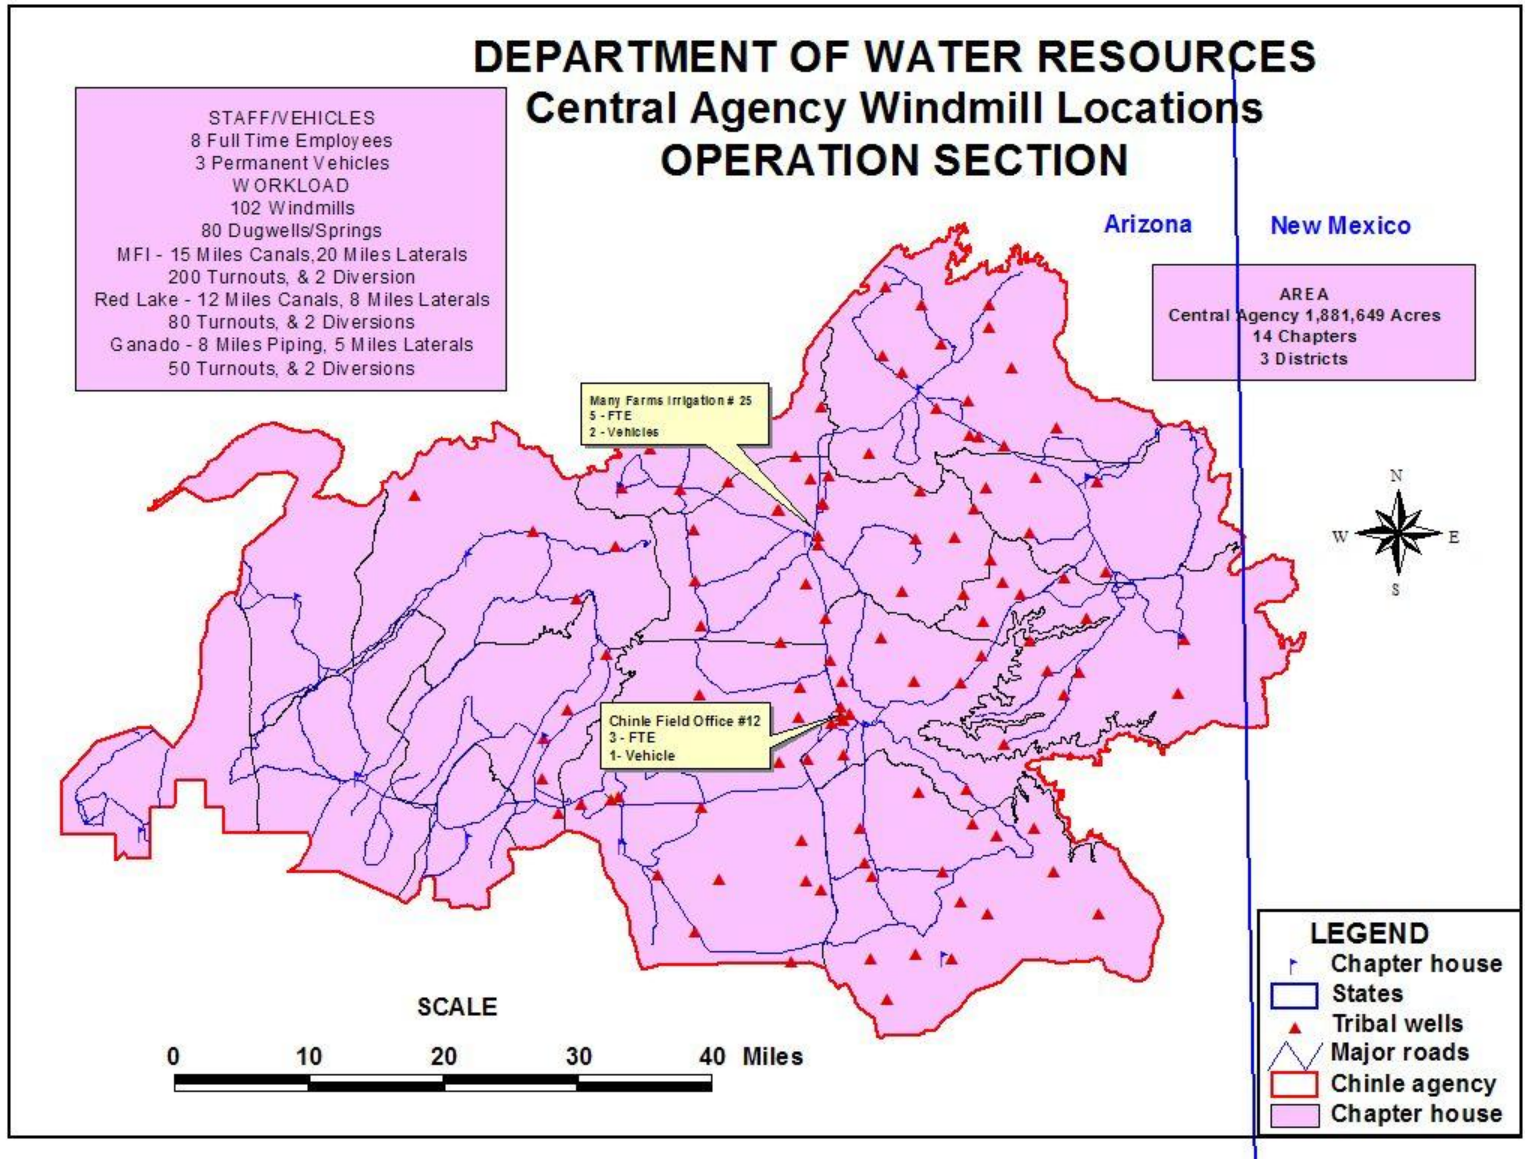 DEPARTMENT OF WATER RESOURCES
Central Agency Windmill Locations
OPERATION SECTION
STAFF/VEHICLES
8 Full Time Employees
3 Permanent Vehicles
WORKLOAD
102 Windmills
80 Dugwells/Springs
MFI - 15 Miles Canals,20 Miles Laterals
200 Turnouts, & 2 Diversion
Red Lake - 12 Miles Canals, 8 Miles Laterals
80 Turnouts, & 2 Diversions
Ganado - 8 Miles Piping, 5 Miles Laterals
50 Turnouts, & 2 Diversions
Arizona
New Mexico
AREA
Central Agency 1,881,649 Acres
14 Chapters
3 Districts
Many Farms Irrigation # 25
5 - FTE
2 - Vehicles
N
W
E
S
Chinle Field Office #12
3 - FTE
1- Vehicle
SCALE
0 10 20 30 40 Miles
LEGEND
Chapter house
States
Tribal wells
Major roads
Chinle agency
Chapter house